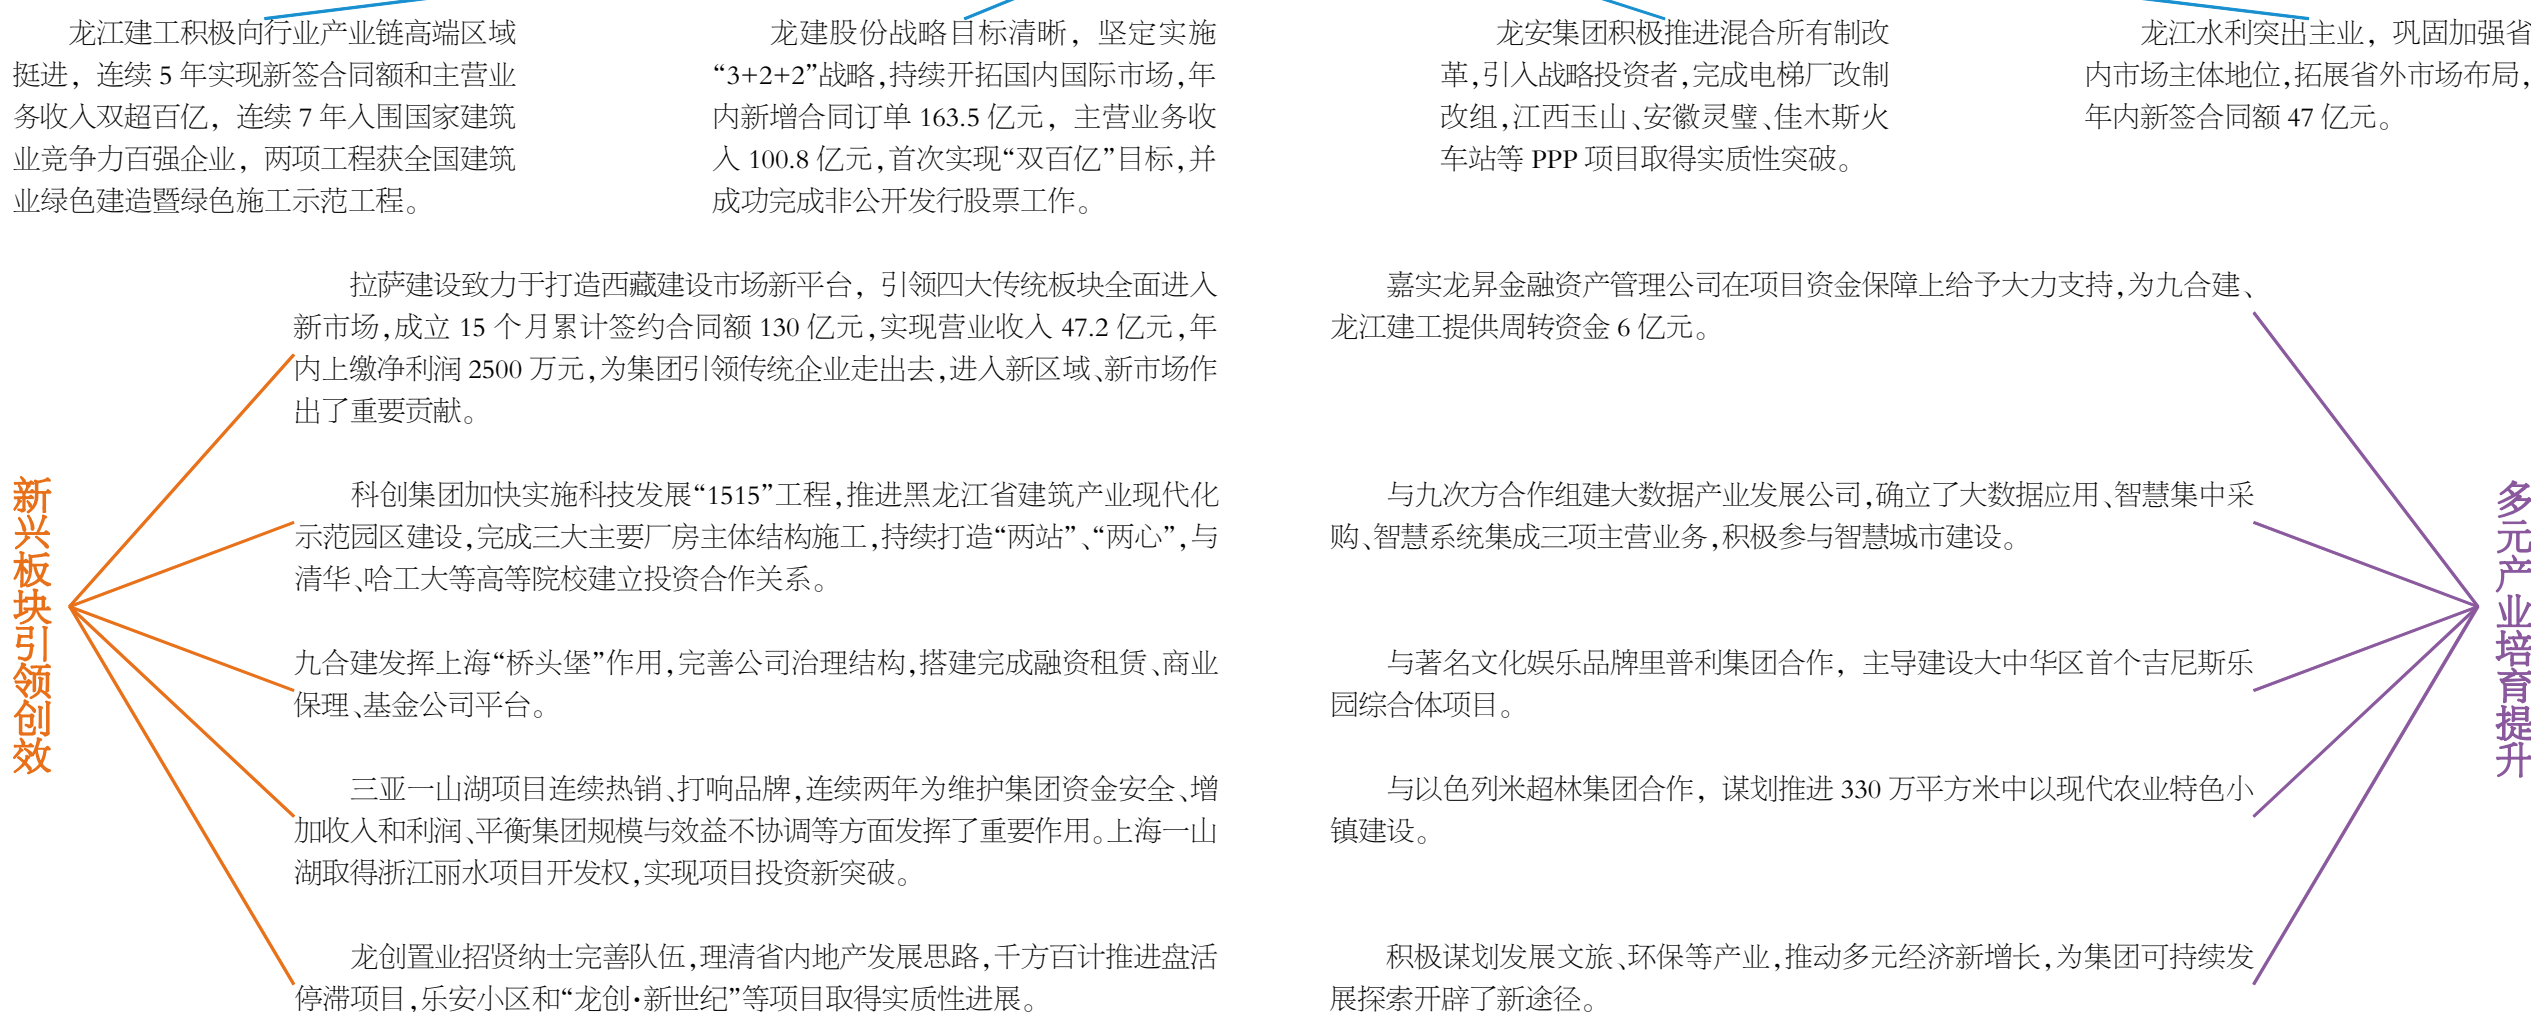 龙江建工积极向行业产业链高端区域
挺进，连续 5 年实现新签合同额和主营业
务收入双超百亿，连续 7 年入围国家建筑
业竞争力百强企业，两项工程获全国建筑
业绿色建造暨绿色施工示范工程。
龙建股份战略目标清晰，坚定实施
“3+2+2”战略，持续开拓国内国际市场，年
内新增合同订单 163.5 亿元，主营业务收
入 100.8 亿元，首次实现“双百亿”目标，并
成功完成非公开发行股票工作。
龙安集团积极推进混合所有制改
革，引入战略投资者，完成电梯厂改制
改组，江西玉山、安徽灵璧、佳木斯火
车站等 PPP 项目取得实质性突破。
龙江水利突出主业，巩固加强省
内市场主体地位，拓展省外市场布局，
年内新签合同额 47 亿元。
新兴板块引领创效
拉萨建设致力于打造西藏建设市场新平台，引领四大传统板块全面进入
新市场，成立 15 个月累计签约合同额 130 亿元，实现营业收入 47.2 亿元，年
内上缴净利润 2500 万元，为集团引领传统企业走出去，进入新区域、新市场作
出了重要贡献。
科创集团加快实施科技发展“1515”工程，推进黑龙江省建筑产业现代化
示范园区建设，完成三大主要厂房主体结构施工，持续打造“两站”、“两心”，与
清华、哈工大等高等院校建立投资合作关系。
九合建发挥上海“桥头堡”作用，完善公司治理结构，搭建完成融资租赁、商业
保理、基金公司平台。
三亚一山湖项目连续热销、打响品牌，连续两年为维护集团资金安全、增
加收入和利润、平衡集团规模与效益不协调等方面发挥了重要作用。上海一山
湖取得浙江丽水项目开发权，实现项目投资新突破。
龙创置业招贤纳士完善队伍，理清省内地产发展思路，千方百计推进盘活
停滞项目，乐安小区和“龙创·新世纪”等项目取得实质性进展。
嘉实龙昇金融资产管理公司在项目资金保障上给予大力支持，为九合建、
龙江建工提供周转资金 6 亿元。
与九次方合作组建大数据产业发展公司，确立了大数据应用、智慧集中采
购、智慧系统集成三项主营业务，积极参与智慧城市建设。
与著名文化娱乐品牌里普利集团合作，主导建设大中华区首个吉尼斯乐
园综合体项目。
与以色列米超林集团合作，谋划推进 330 万平方米中以现代农业特色小
镇建设。
积极谋划发展文旅、环保等产业，推动多元经济新增长，为集团可持续发
展探索开辟了新途径。
多元产业培育提升